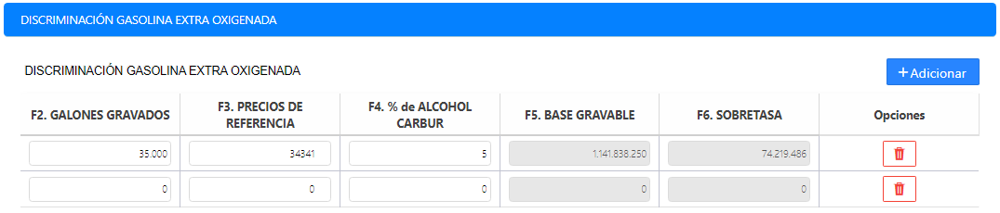 DISCRIMINACIÓN GASOLINA EXTRA OXIGENADA
DISCRIMINACIÓN GASOLINA EXTRA OXIGENADA
+Adicionar
F2. GALONES GRAVADOS F3. PRECIOS DE REFERENCIA F4. % de ALCOHOL CARBUR F5. BASE GRAVABLE F6. SOBRETASA Opciones
35.000 34341 5 1.141.838.250 74.219.486
0 0 0 0 0